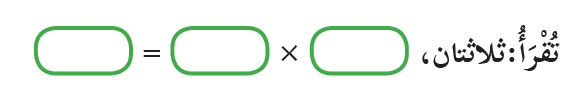 تُقْرَأُ: ثلاثتان، × =